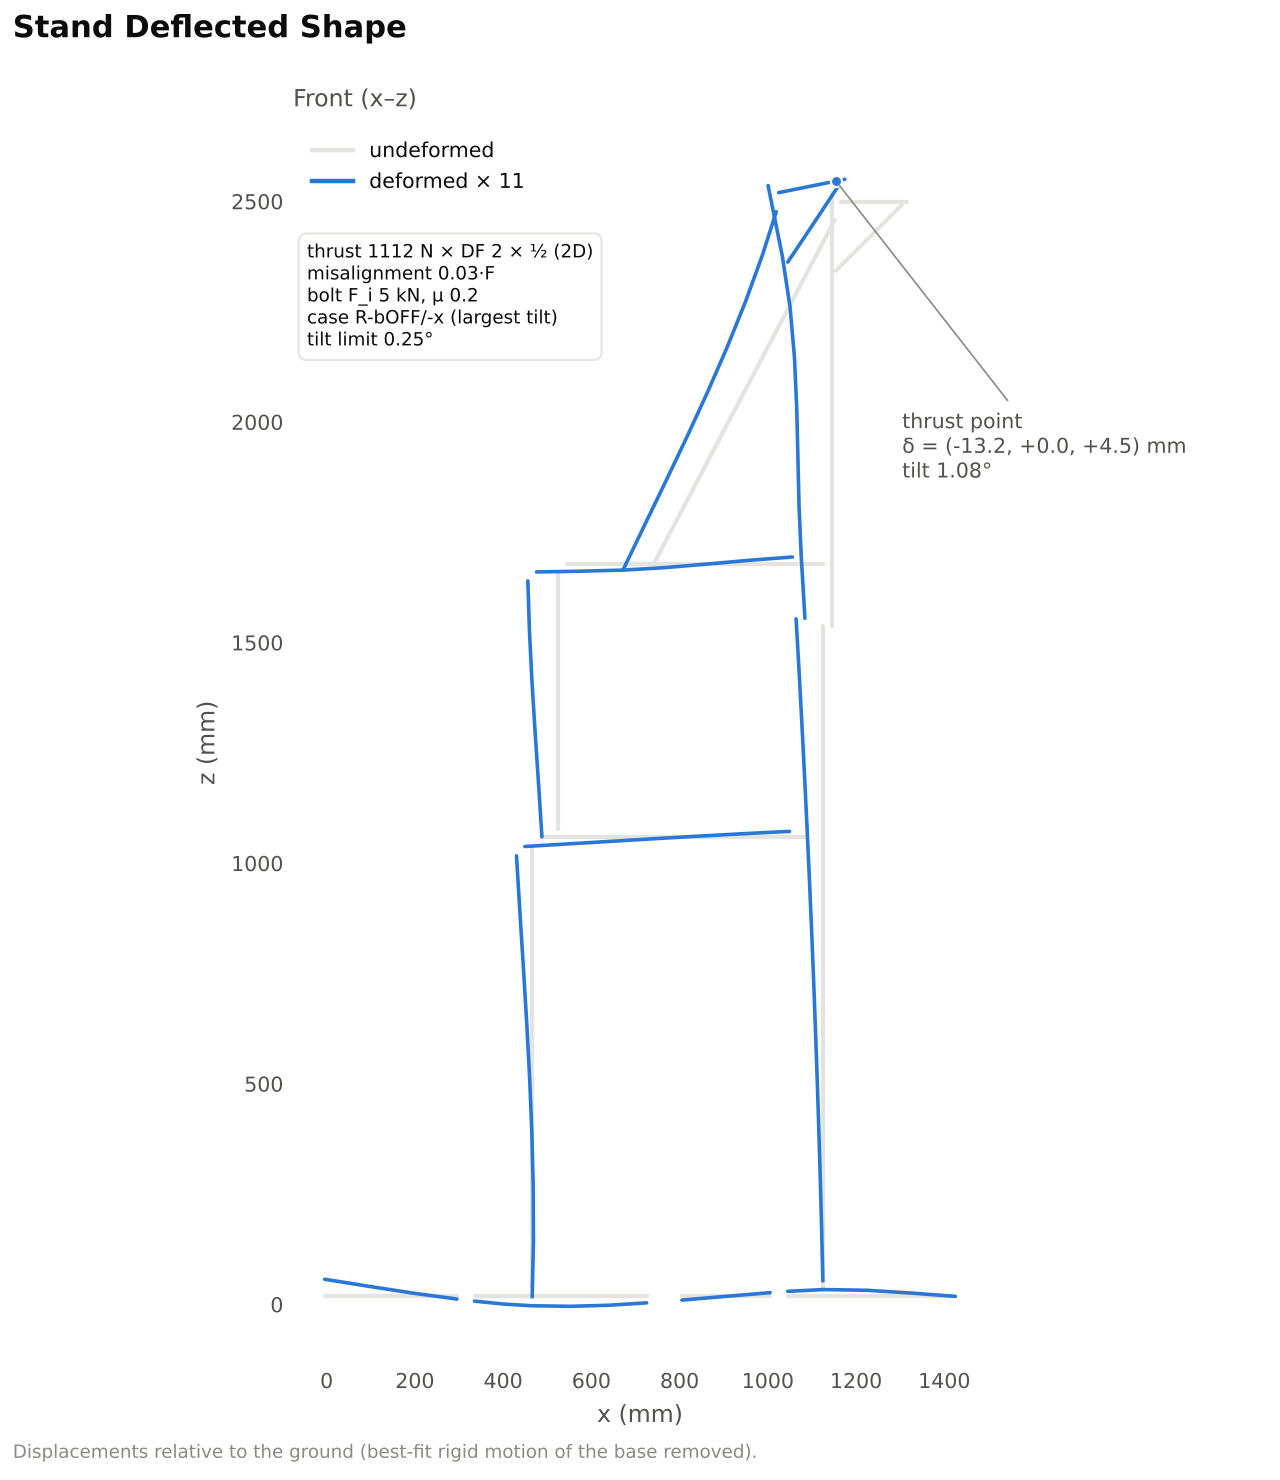 Stand Deflected Shape
Front (x–z)
undeformed
deformed × 11
thrust 1112 N × DF 2 × ½ (2D)
misalignment 0.03·F
bolt F_i 5 kN, μ 0.2
case R-bOFF/-x (largest tilt)
tilt limit 0.25°
thrust point
δ = (-13.2, +0.0, +4.5) mm
tilt 1.08°
2500
2000
1500
1000
500
0
z (mm)
0 200 400 600 800 1000 1200 1400
x (mm)
Displacements relative to the ground (best-fit rigid motion of the base removed).